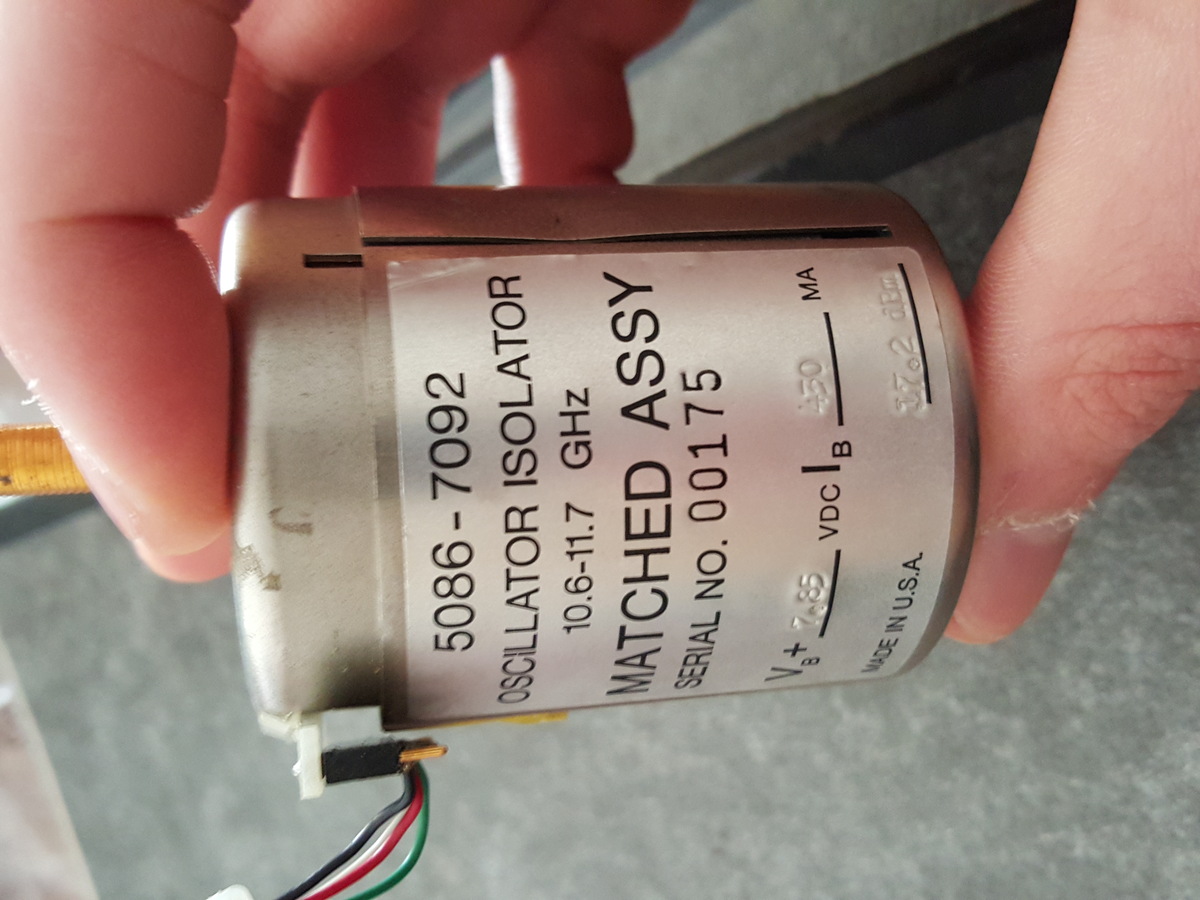 5086-7092
OSCILLATOR ISOLATOR
10.6-11.7 GHz
MATCHED ASSY
SERIAL NO. 00175
VB+ 7.85 VDC IB 450 MA
17.2 dBm
MADE IN U.S.A.